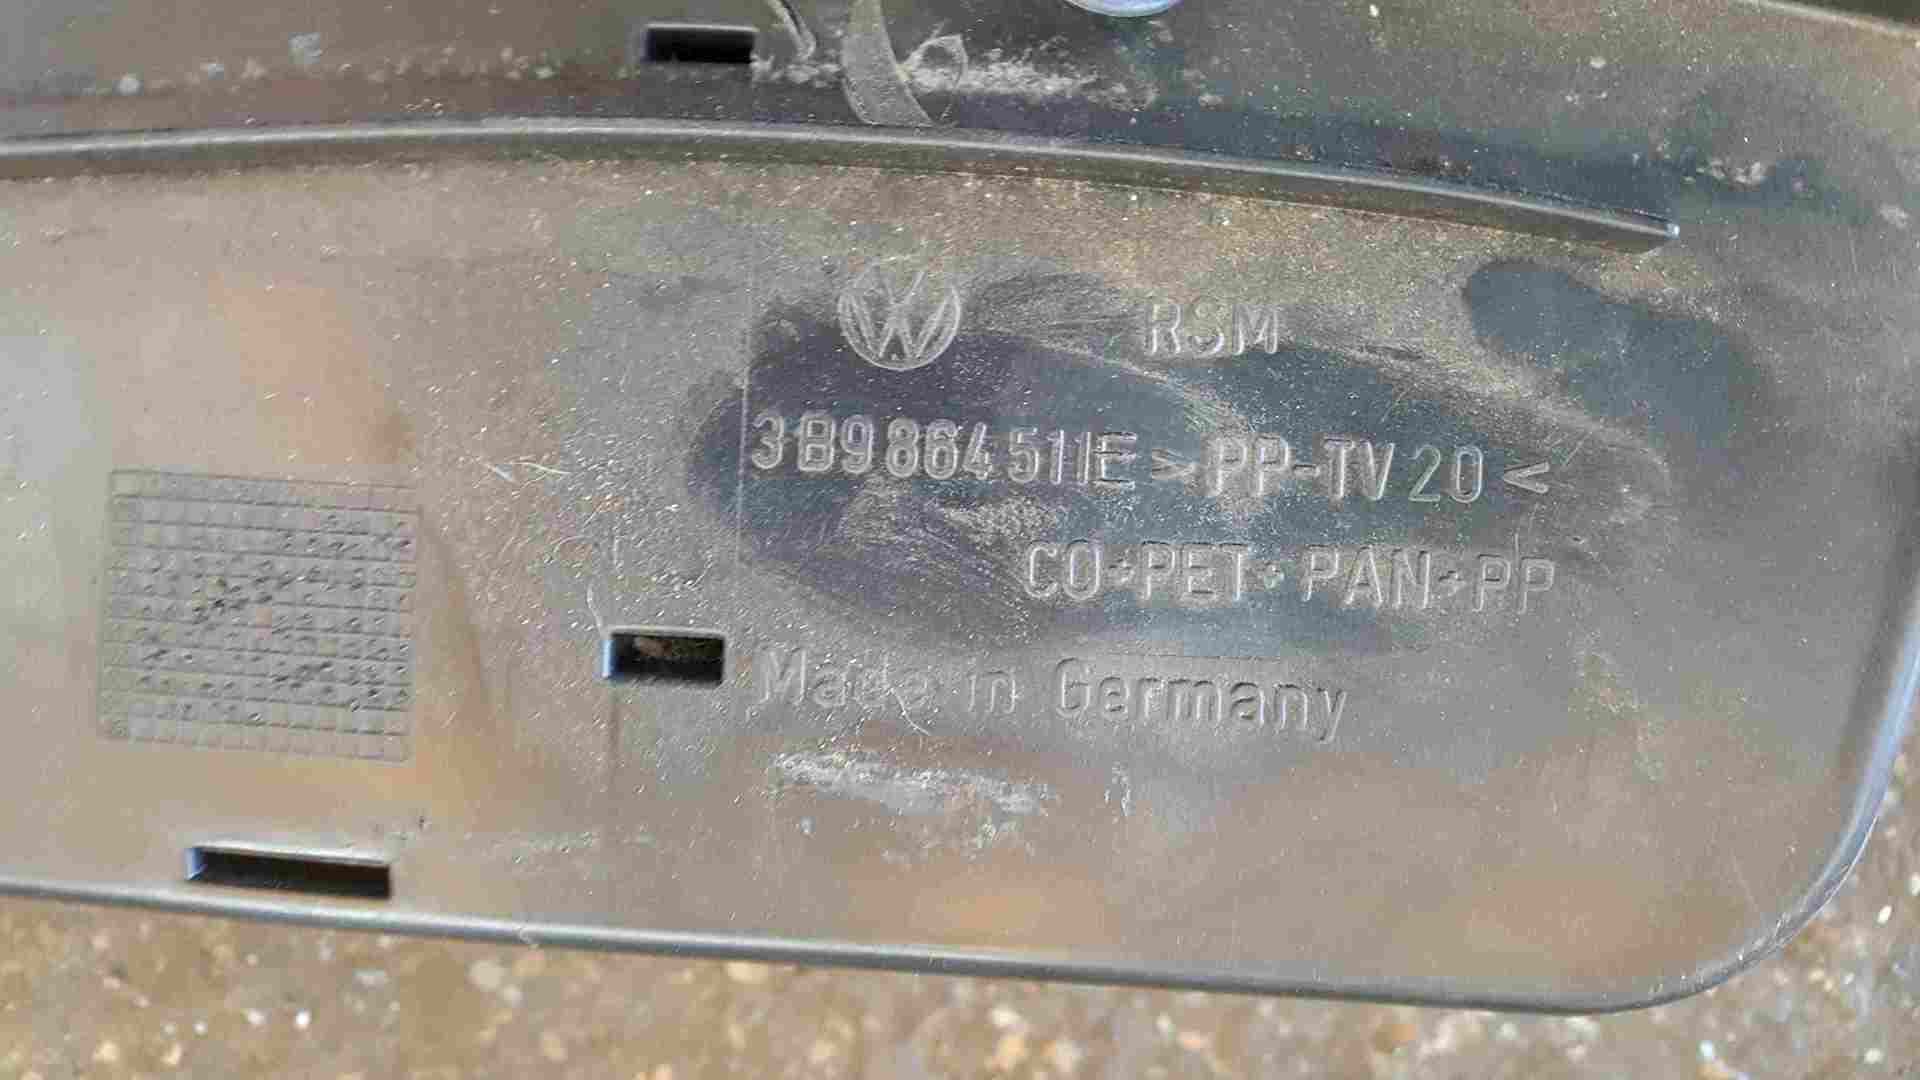 RSM
3B9 864 511E >PP-TV20<
CO+PET+PAN+PP
Made in Germany